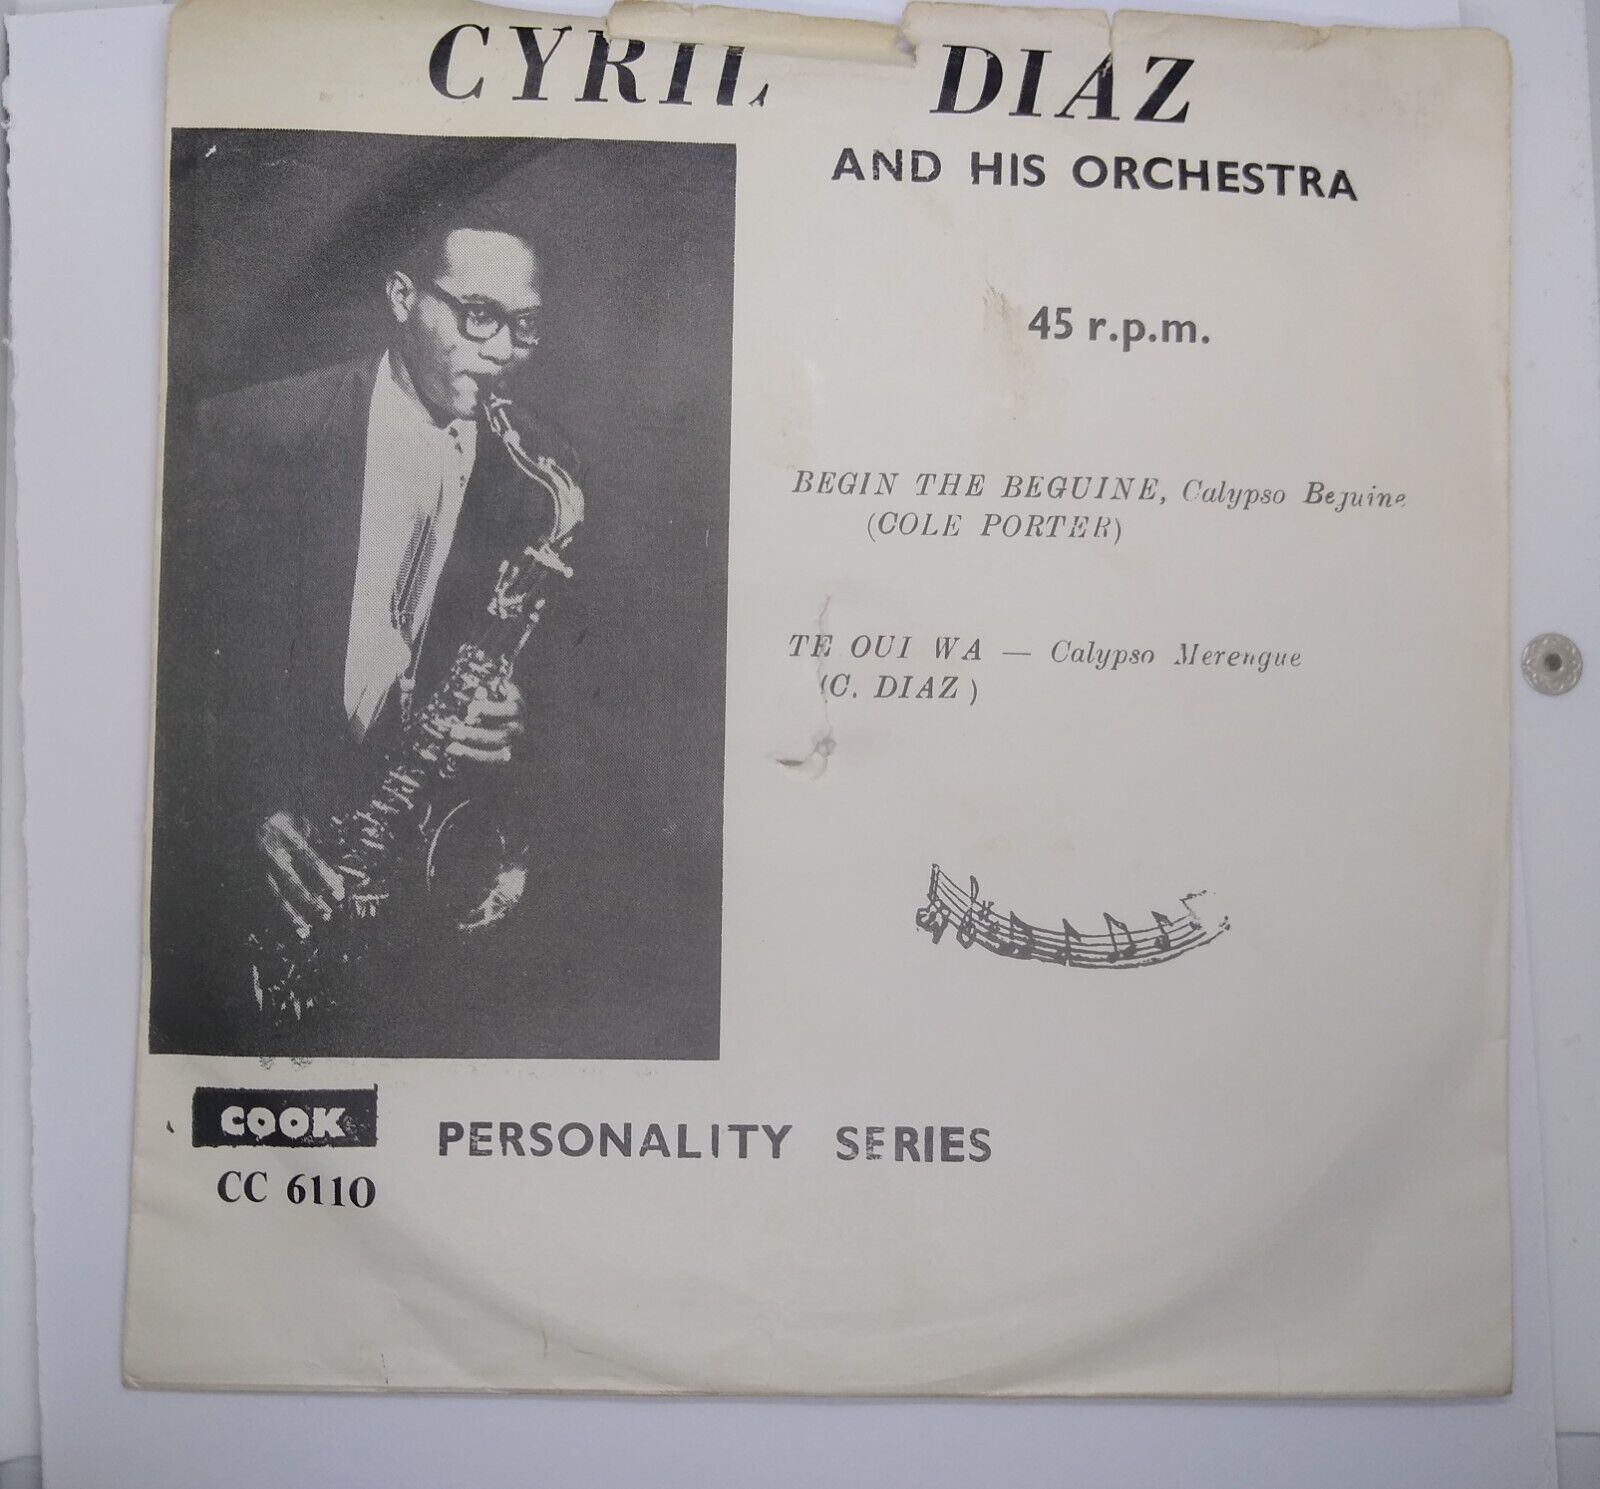 CYRIL DIAZ
AND HIS ORCHESTRA
45 r.p.m.
BEGIN THE BEGUINE, Calypso Beguine
(COLE PORTER)
TE OUI WA — Calypso Merengue
(C. DIAZ)
COOK
PERSONALITY SERIES
CC 6110